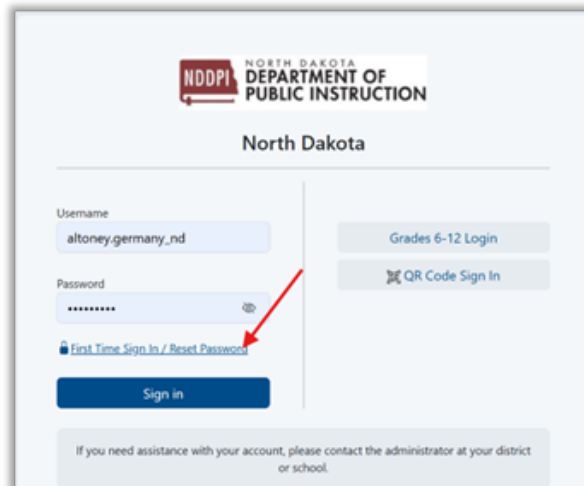 NDDPI
NORTH DAKOTA
DEPARTMENT OF
PUBLIC INSTRUCTION
North Dakota
Username
altoney.germany_nd
Password
•••••••••
First Time Sign In / Reset Password
Sign in
Grades 6-12 Login
QR Code Sign In
If you need assistance with your account, please contact the administrator at your district
or school.